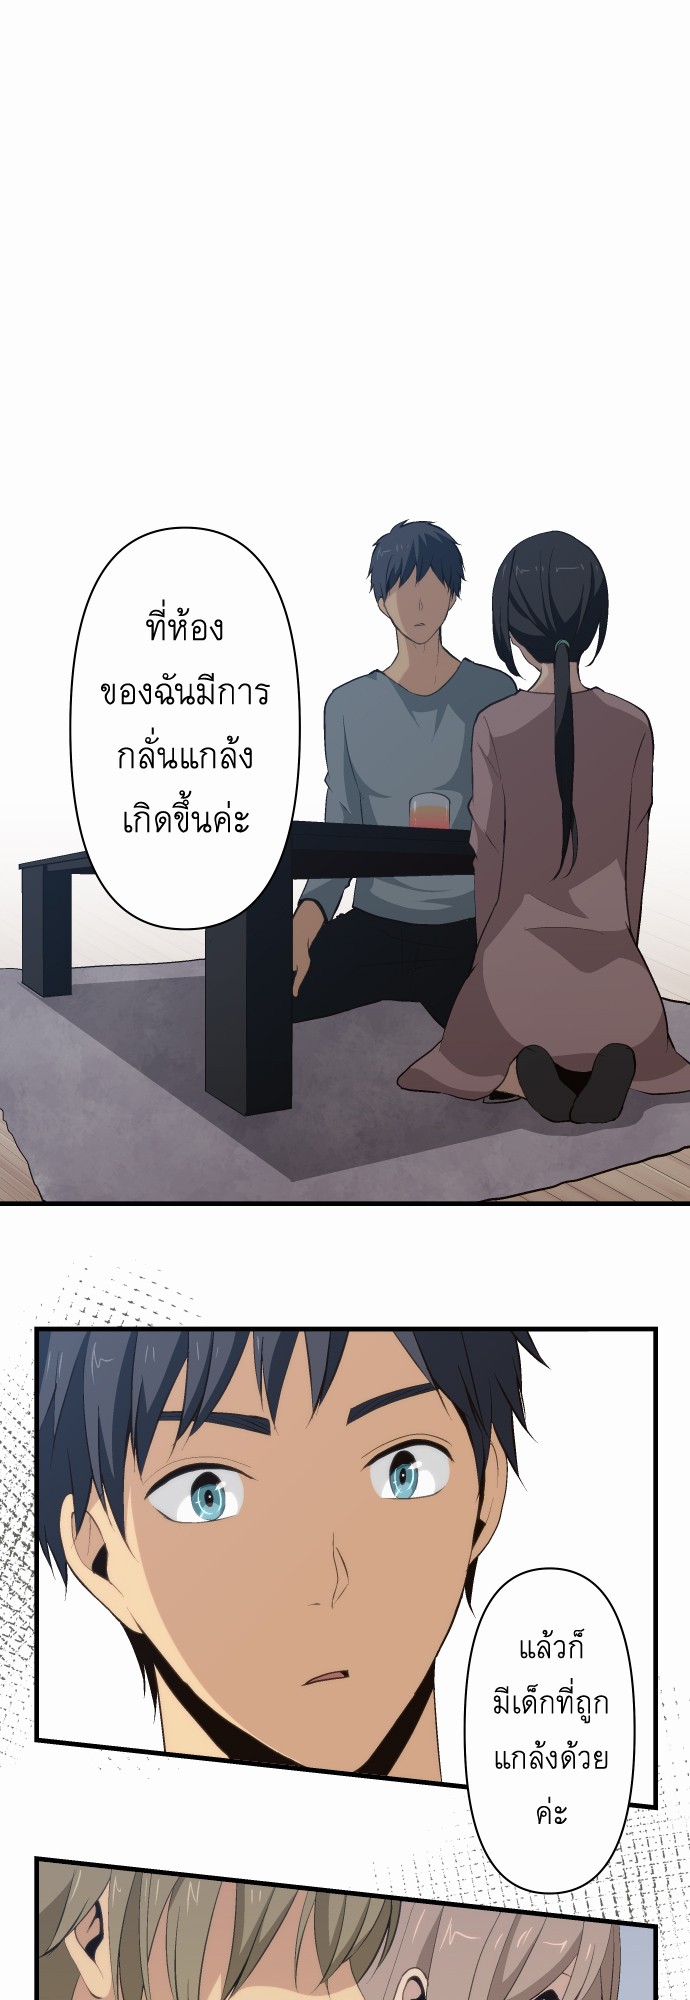 ที่ห้อง
ของฉันมีการ
กลั่นแกล้ง
เกิดขึ้นค่ะ
แล้วก็
มีเด็กที่ถูก
แกล้งด้วย
ค่ะ